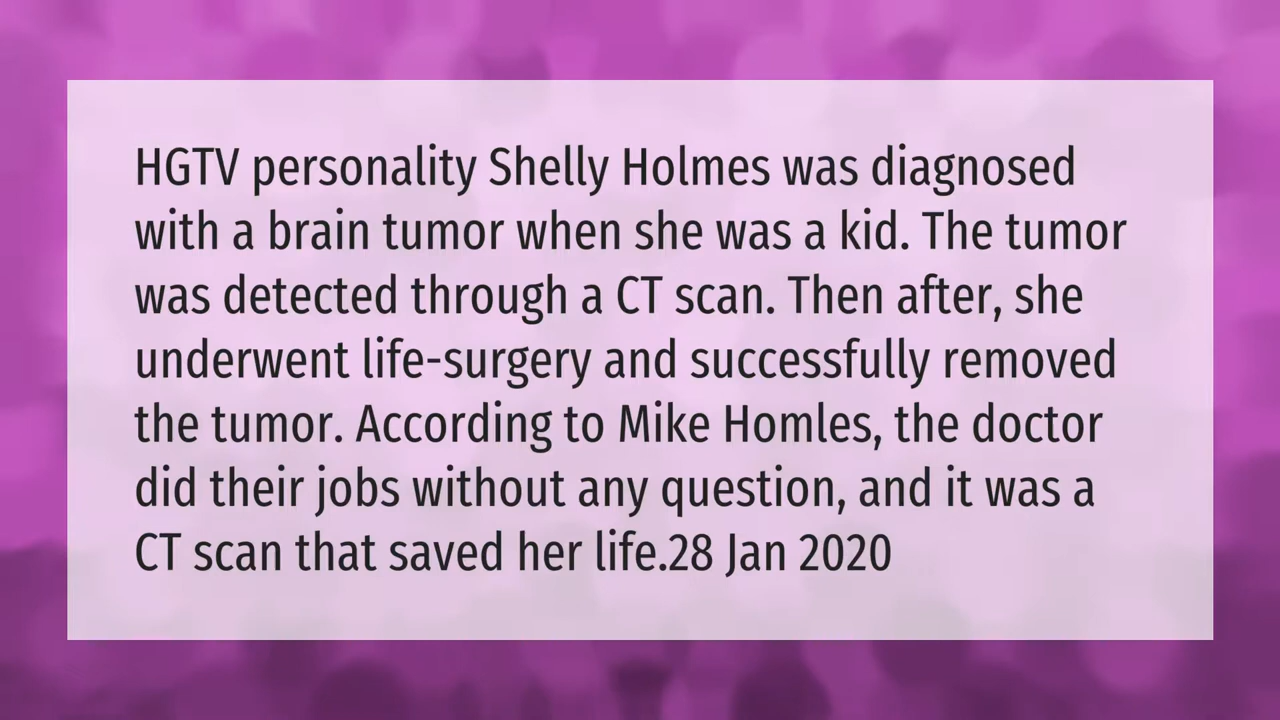 HGTV personality Shelly Holmes was diagnosed
with a brain tumor when she was a kid. The tumor
was detected through a CT scan. Then after, she
underwent life-surgery and successfully removed
the tumor. According to Mike Homles, the doctor
did their jobs without any question, and it was a
CT scan that saved her life.28 Jan 2020